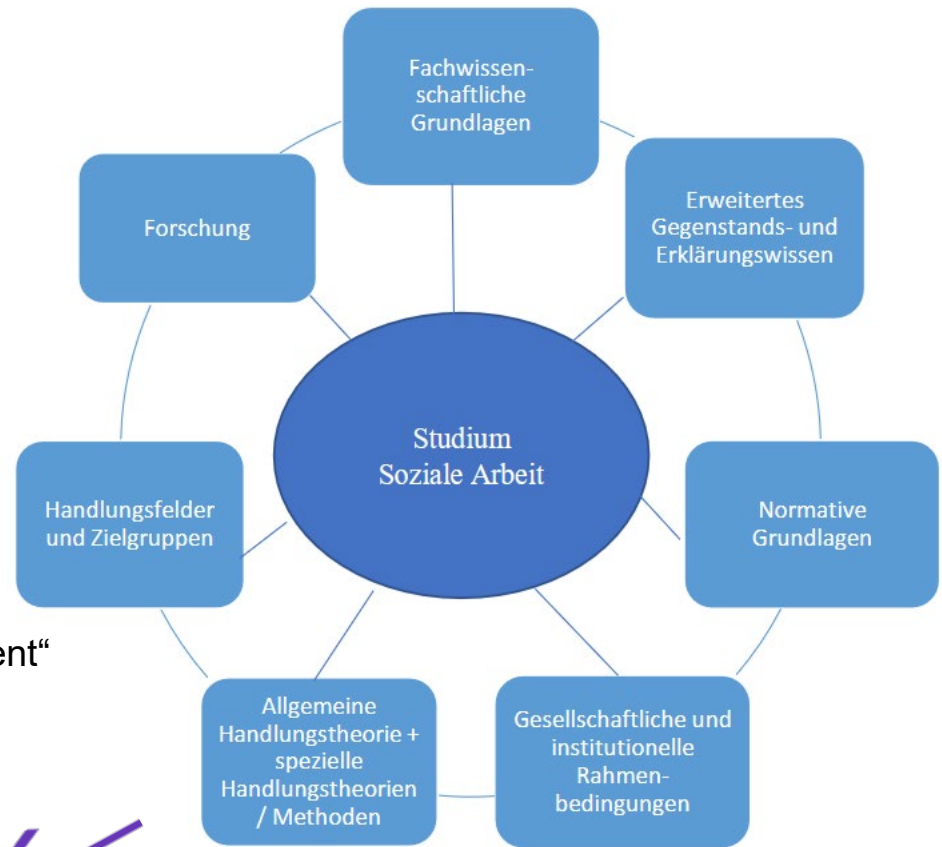 Fachwissen-
schaftliche
Grundlagen
Erweitertes
Gegenstands- und
Erklärungswissen
Normative
Grundlagen
Gesellschaftliche und
institutionelle
Rahmen-
bedingungen
Allgemeine
Handlungstheorie +
spezielle
Handlungstheorien
/ Methoden
Handlungsfelder
und Zielgruppen
Forschung
Studium
Soziale Arbeit
ent“